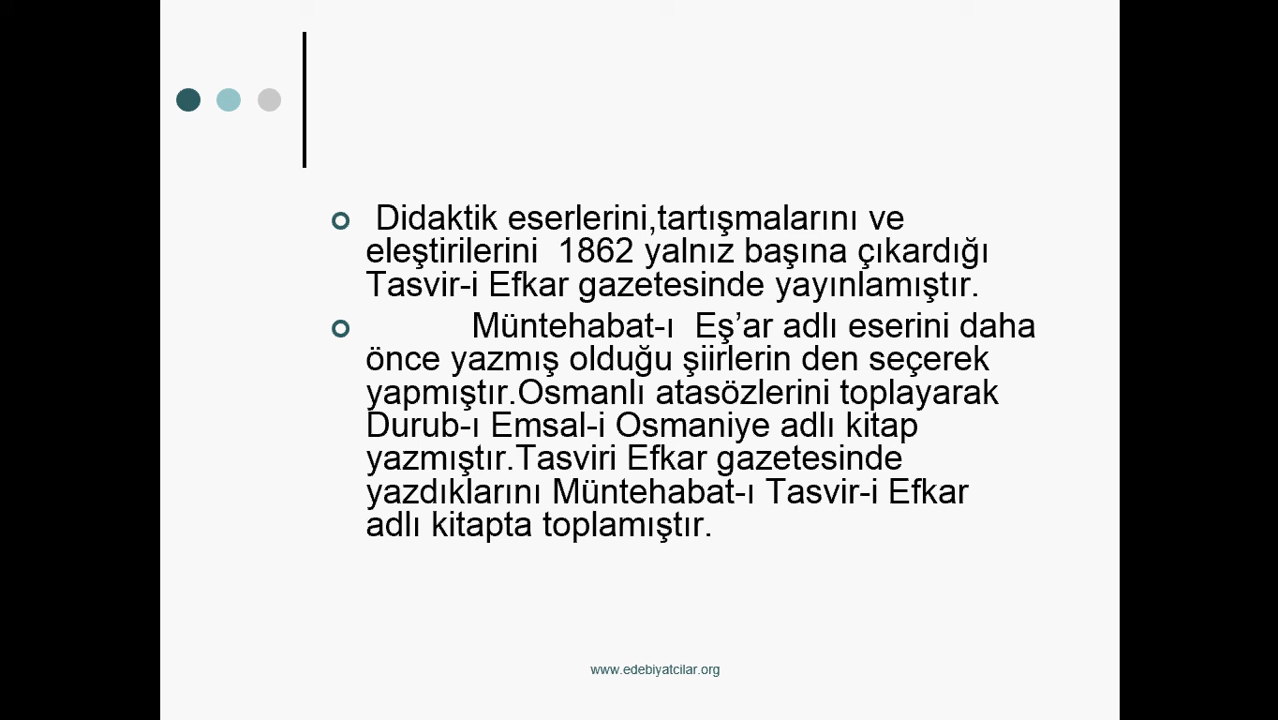 Didaktik eserlerini,tartışmalarını ve
eleştirilerini  1862 yalnız başına çıkardığı
Tasvir-i Efkar gazetesinde yayınlamıştır.
Müntehabat-ı  Eş’ar adlı eserini daha
önce yazmış olduğu şiirlerin den seçerek
yapmıştır.Osmanlı atasözlerini toplayarak
Durub-ı Emsal-i Osmaniye adlı kitap
yazmıştır.Tasviri Efkar gazetesinde
yazdıklarını Müntehabat-ı Tasvir-i Efkar
adlı kitapta toplamıştır.
www.edebiyatcilar.org